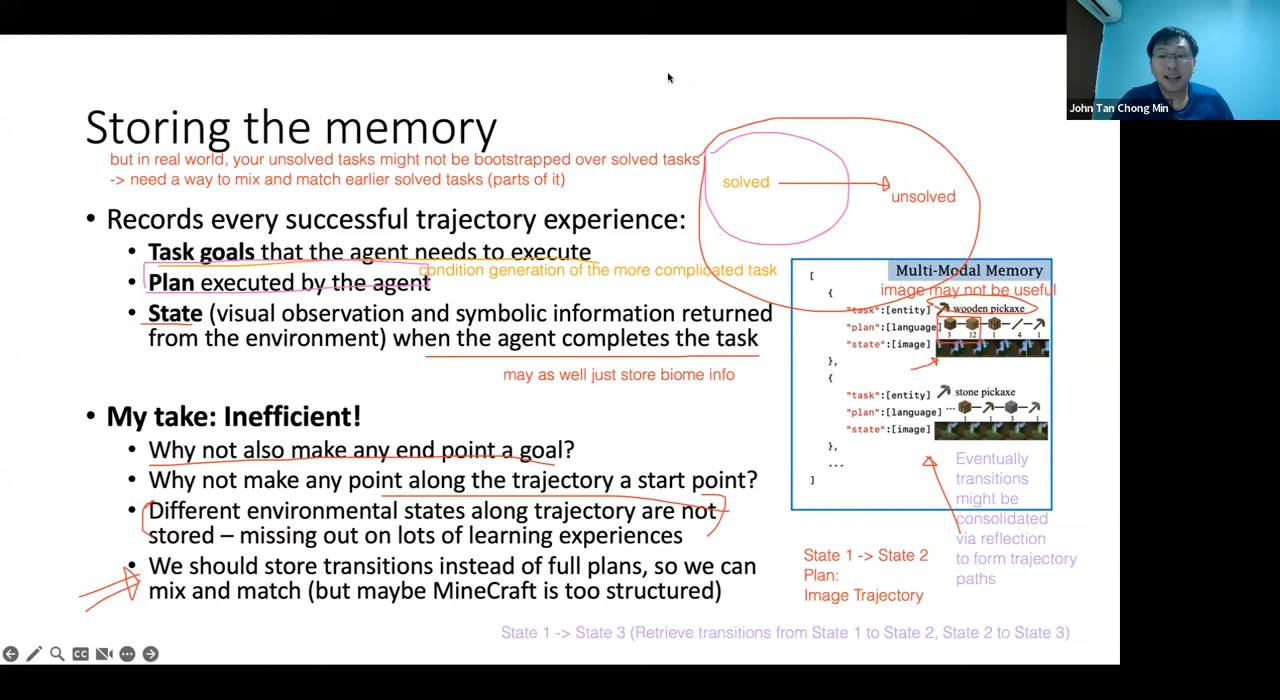 John Tan Chong Min
Storing the memory
but in real world, your unsolved tasks might not be bootstrapped over solved tasks
-> need a way to mix and match earlier solved tasks (parts of it)
solved
unsolved
• Records every successful trajectory experience:
• Task goals that the agent needs to execute
condition generation of the more complicated task
• Plan executed by the agent
• State (visual observation and symbolic information returned
from the environment) when the agent completes the task
may as well just store biome info
• My take: Inefficient!
• Why not also make any end point a goal?
• Why not make any point along the trajectory a start point?
• Different environmental states along trajectory are not
stored – missing out on lots of learning experiences
• We should store transitions instead of full plans, so we can
mix and match (but maybe MineCraft is too structured)
Multi-Modal Memory
image may not be useful
[
{
"task":[entity] wooden pickaxe
"plan":[language]
3 12 1 4 1
"state":[image]
},
{
"task":[entity] stone pickaxe
"plan":[language] ...
1 1 3 1
"state":[image]
},
...
]
Eventually
transitions
might be
consolidated
via reflection
to form trajectory
paths
State 1 -> State 2
Plan:
Image Trajectory
State 1 -> State 3 (Retrieve transitions from State 1 to State 2, State 2 to State 3)
CC